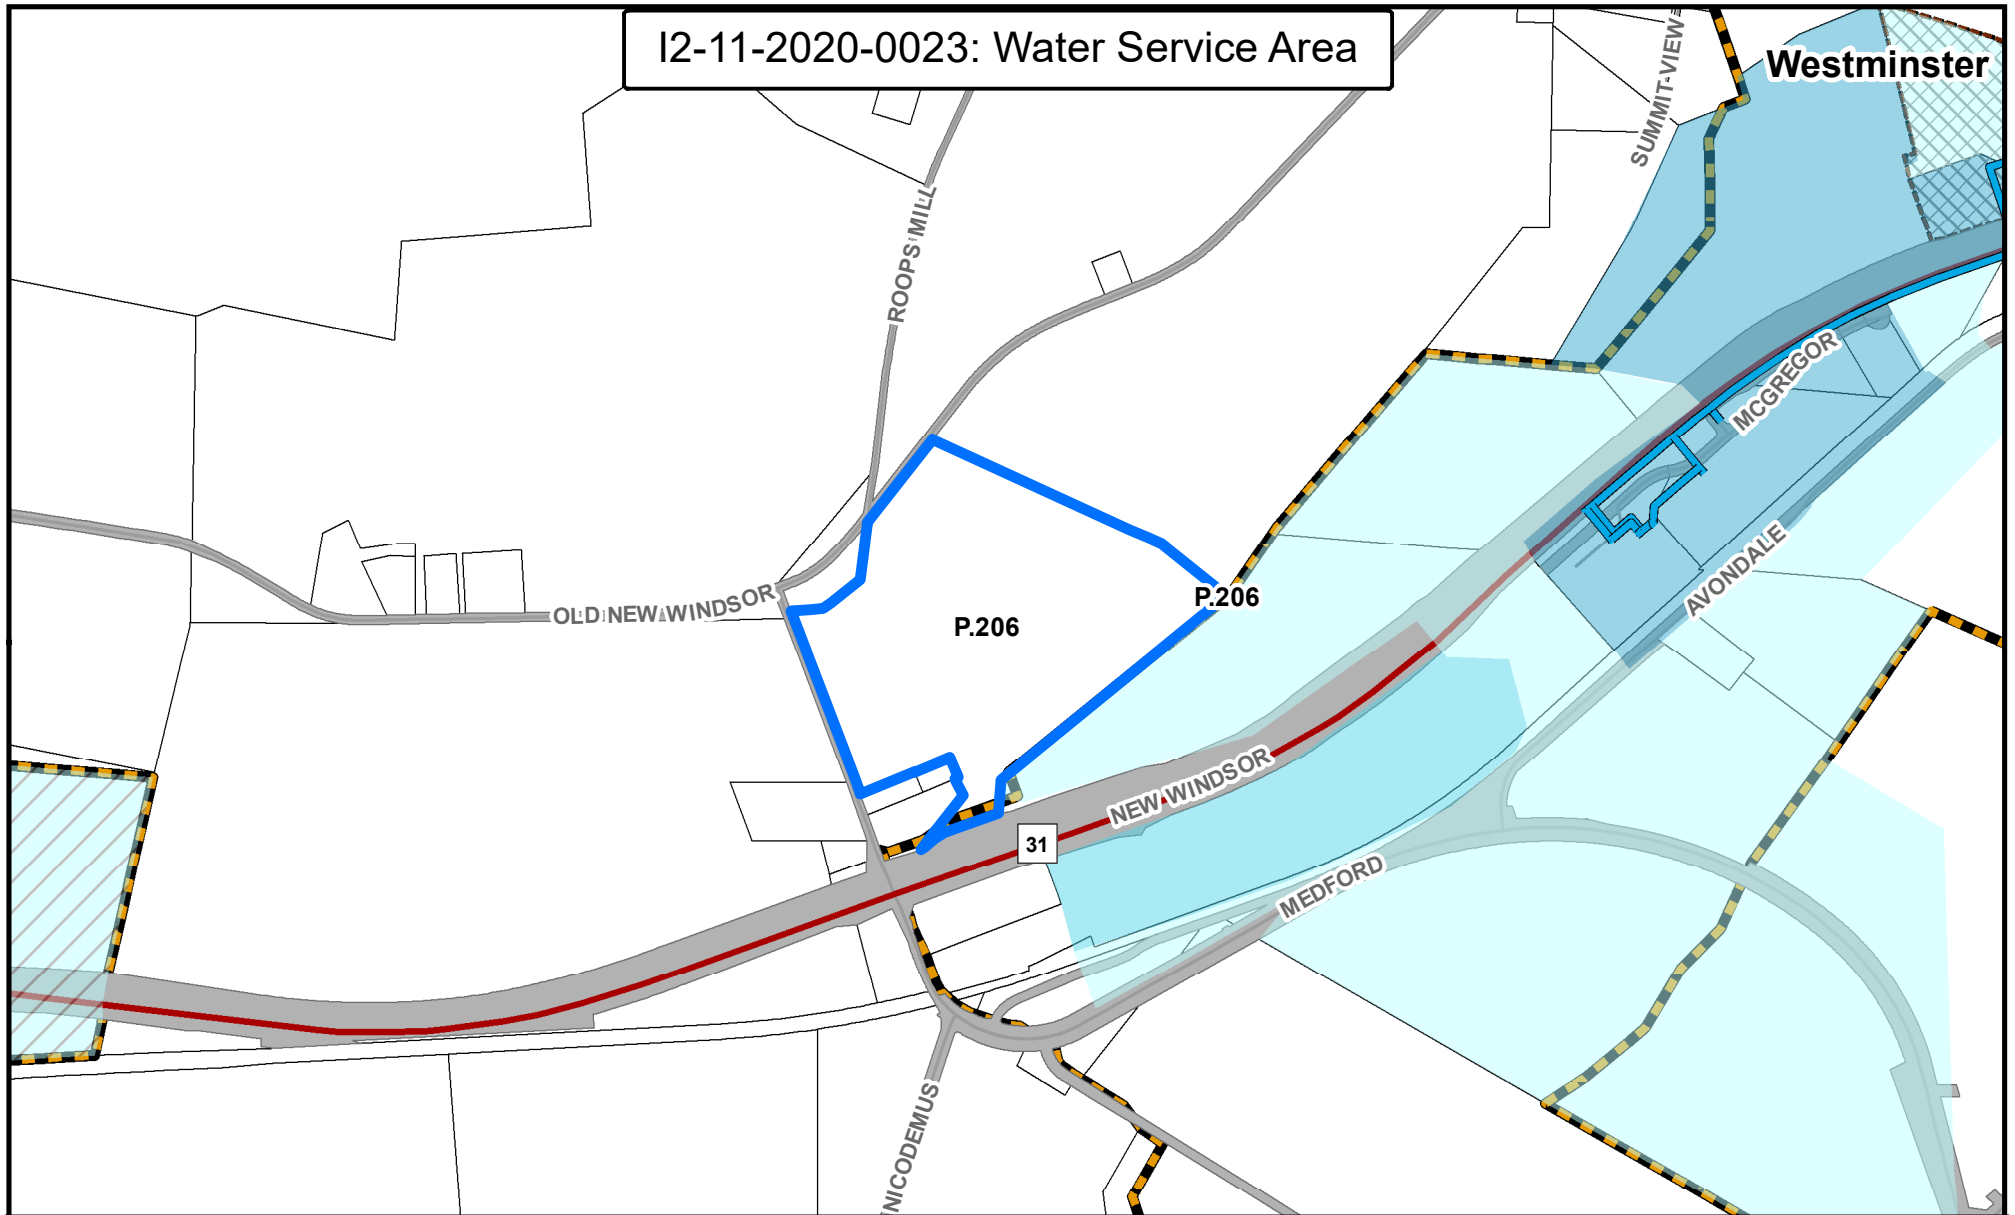 I2-11-2020-0023: Water Service Area
Westminster
SUMMIT VIEW
ROOPS MILL
MCGREGOR
OLD NEW WINDSOR
P.206
P.206
AVONDALE
NEW WINDSOR
31
MEDFORD
NICODEMUS